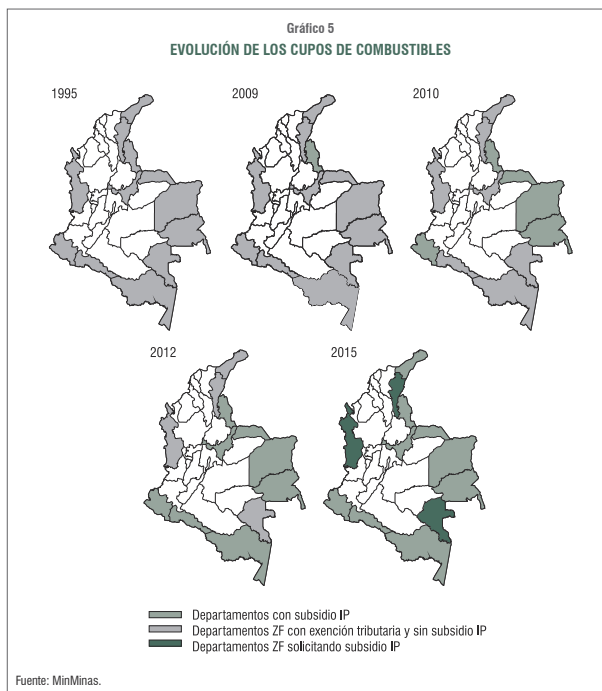 Gráfico 5
EVOLUCIÓN DE LOS CUPOS DE COMBUSTIBLES
1995
2009
2010
2012
2015
Departamentos con subsidio IP
Departamentos ZF con exención tributaria y sin subsidio IP
Departamentos ZF solicitando subsidio IP
Fuente: MinMinas.